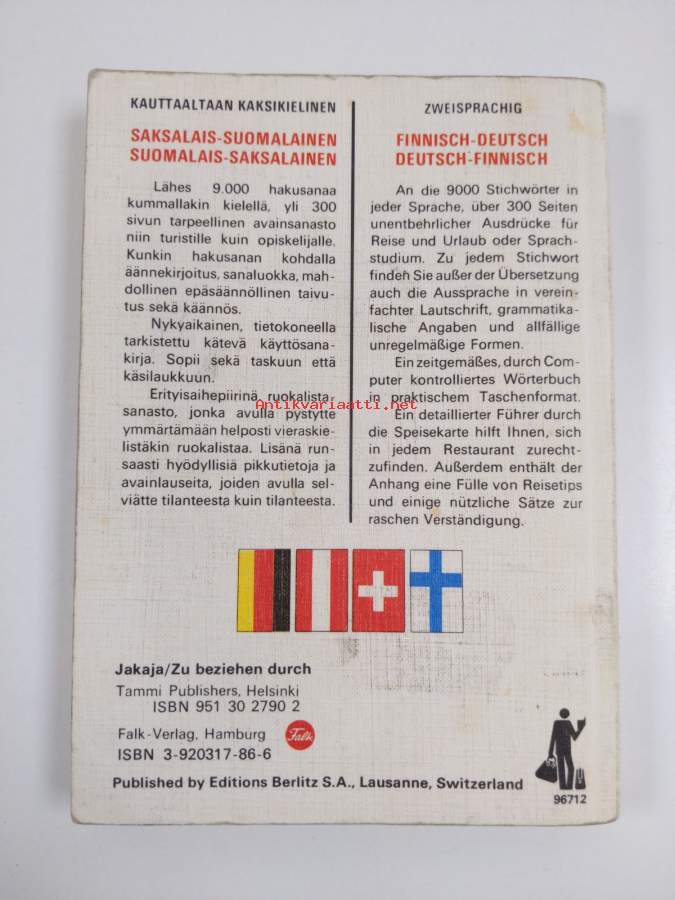 KAUTTAALTAAN KAKSIKIELINEN
SAKSALAIS-SUOMALAINEN
SUOMALAIS-SAKSALAINEN
Lähes 9.000 hakusanaa
kummallakin kielellä, yli 300
sivun tarpeellinen avainsanasto
niin turistille kuin opiskelijalle.
Kunkin hakusanan kohdalla
äännekirjoitus, sanaluokka, mah-
dollinen epäsäännöllinen taivu-
tus sekä käännös.
Nykyaikainen, tietokoneella
tarkistettu kätevä käyttösana-
kirja. Sopii sekä taskuun että
käsilaukkuun.
Erityisaihepiirinä ruokalista-
sanasto, jonka avulla pystytte
ymmärtämään helposti vieraskie-
listäkin ruokalistaa. Lisänä run-
saasti hyödyllisiä pikkutietoja ja
avainlauseita, joiden avulla sel-
viätte tilanteesta kuin tilanteesta.
ZWEISPRACHIG
FINNISCH-DEUTSCH
DEUTSCH-FINNISCH
An die 9000 Stichwörter in
jeder Sprache, über 300 Seiten
unentbehrlicher Ausdrücke für
Reise und Urlaub oder Sprach-
studium. Zu jedem Stichwort
finden Sie außer der Übersetzung
auch die Aussprache in verein-
fachter Lautschrift, grammatika-
lische Angaben und allfällige
unregelmäßige Formen.
Ein zeitgemäßes, durch Com-
puter kontrolliertes Wörterbuch
in praktischem Taschenformat.
Ein detaillierter Führer durch
die Speisekarte hilft Ihnen, sich
in jedem Restaurant zurecht-
zufinden. Außerdem enthält der
Anhang eine Fülle von Reisetips
und einige nützliche Sätze zur
raschen Verständigung.
Antikvariaatti.net
Jakaja/Zu beziehen durch
Tammi Publishers, Helsinki
ISBN 951 30 2790 2
Falk-Verlag, Hamburg
Falk
ISBN 3-920317-86-6
Published by Editions Berlitz S.A., Lausanne, Switzerland
96712